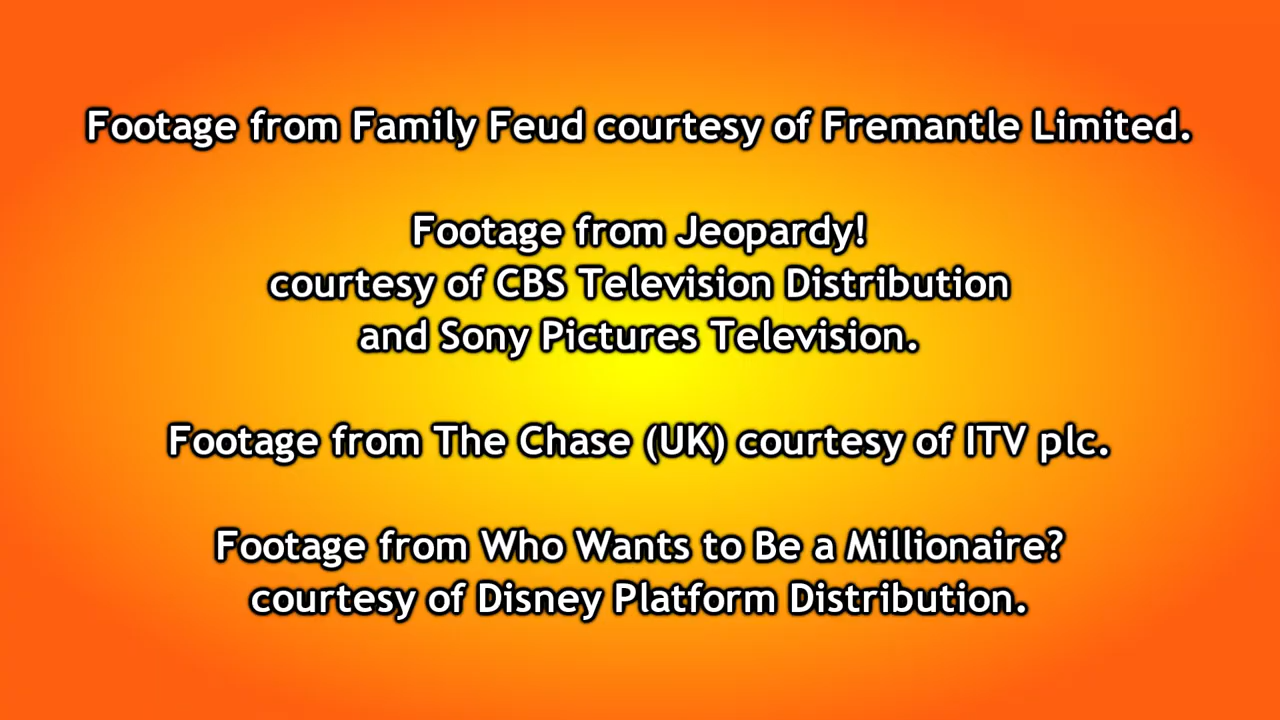 Footage from Family Feud courtesy of Fremantle Limited.
Footage from Jeopardy!
courtesy of CBS Television Distribution
and Sony Pictures Television.
Footage from The Chase (UK) courtesy of ITV plc.
Footage from Who Wants to Be a Millionaire?
courtesy of Disney Platform Distribution.